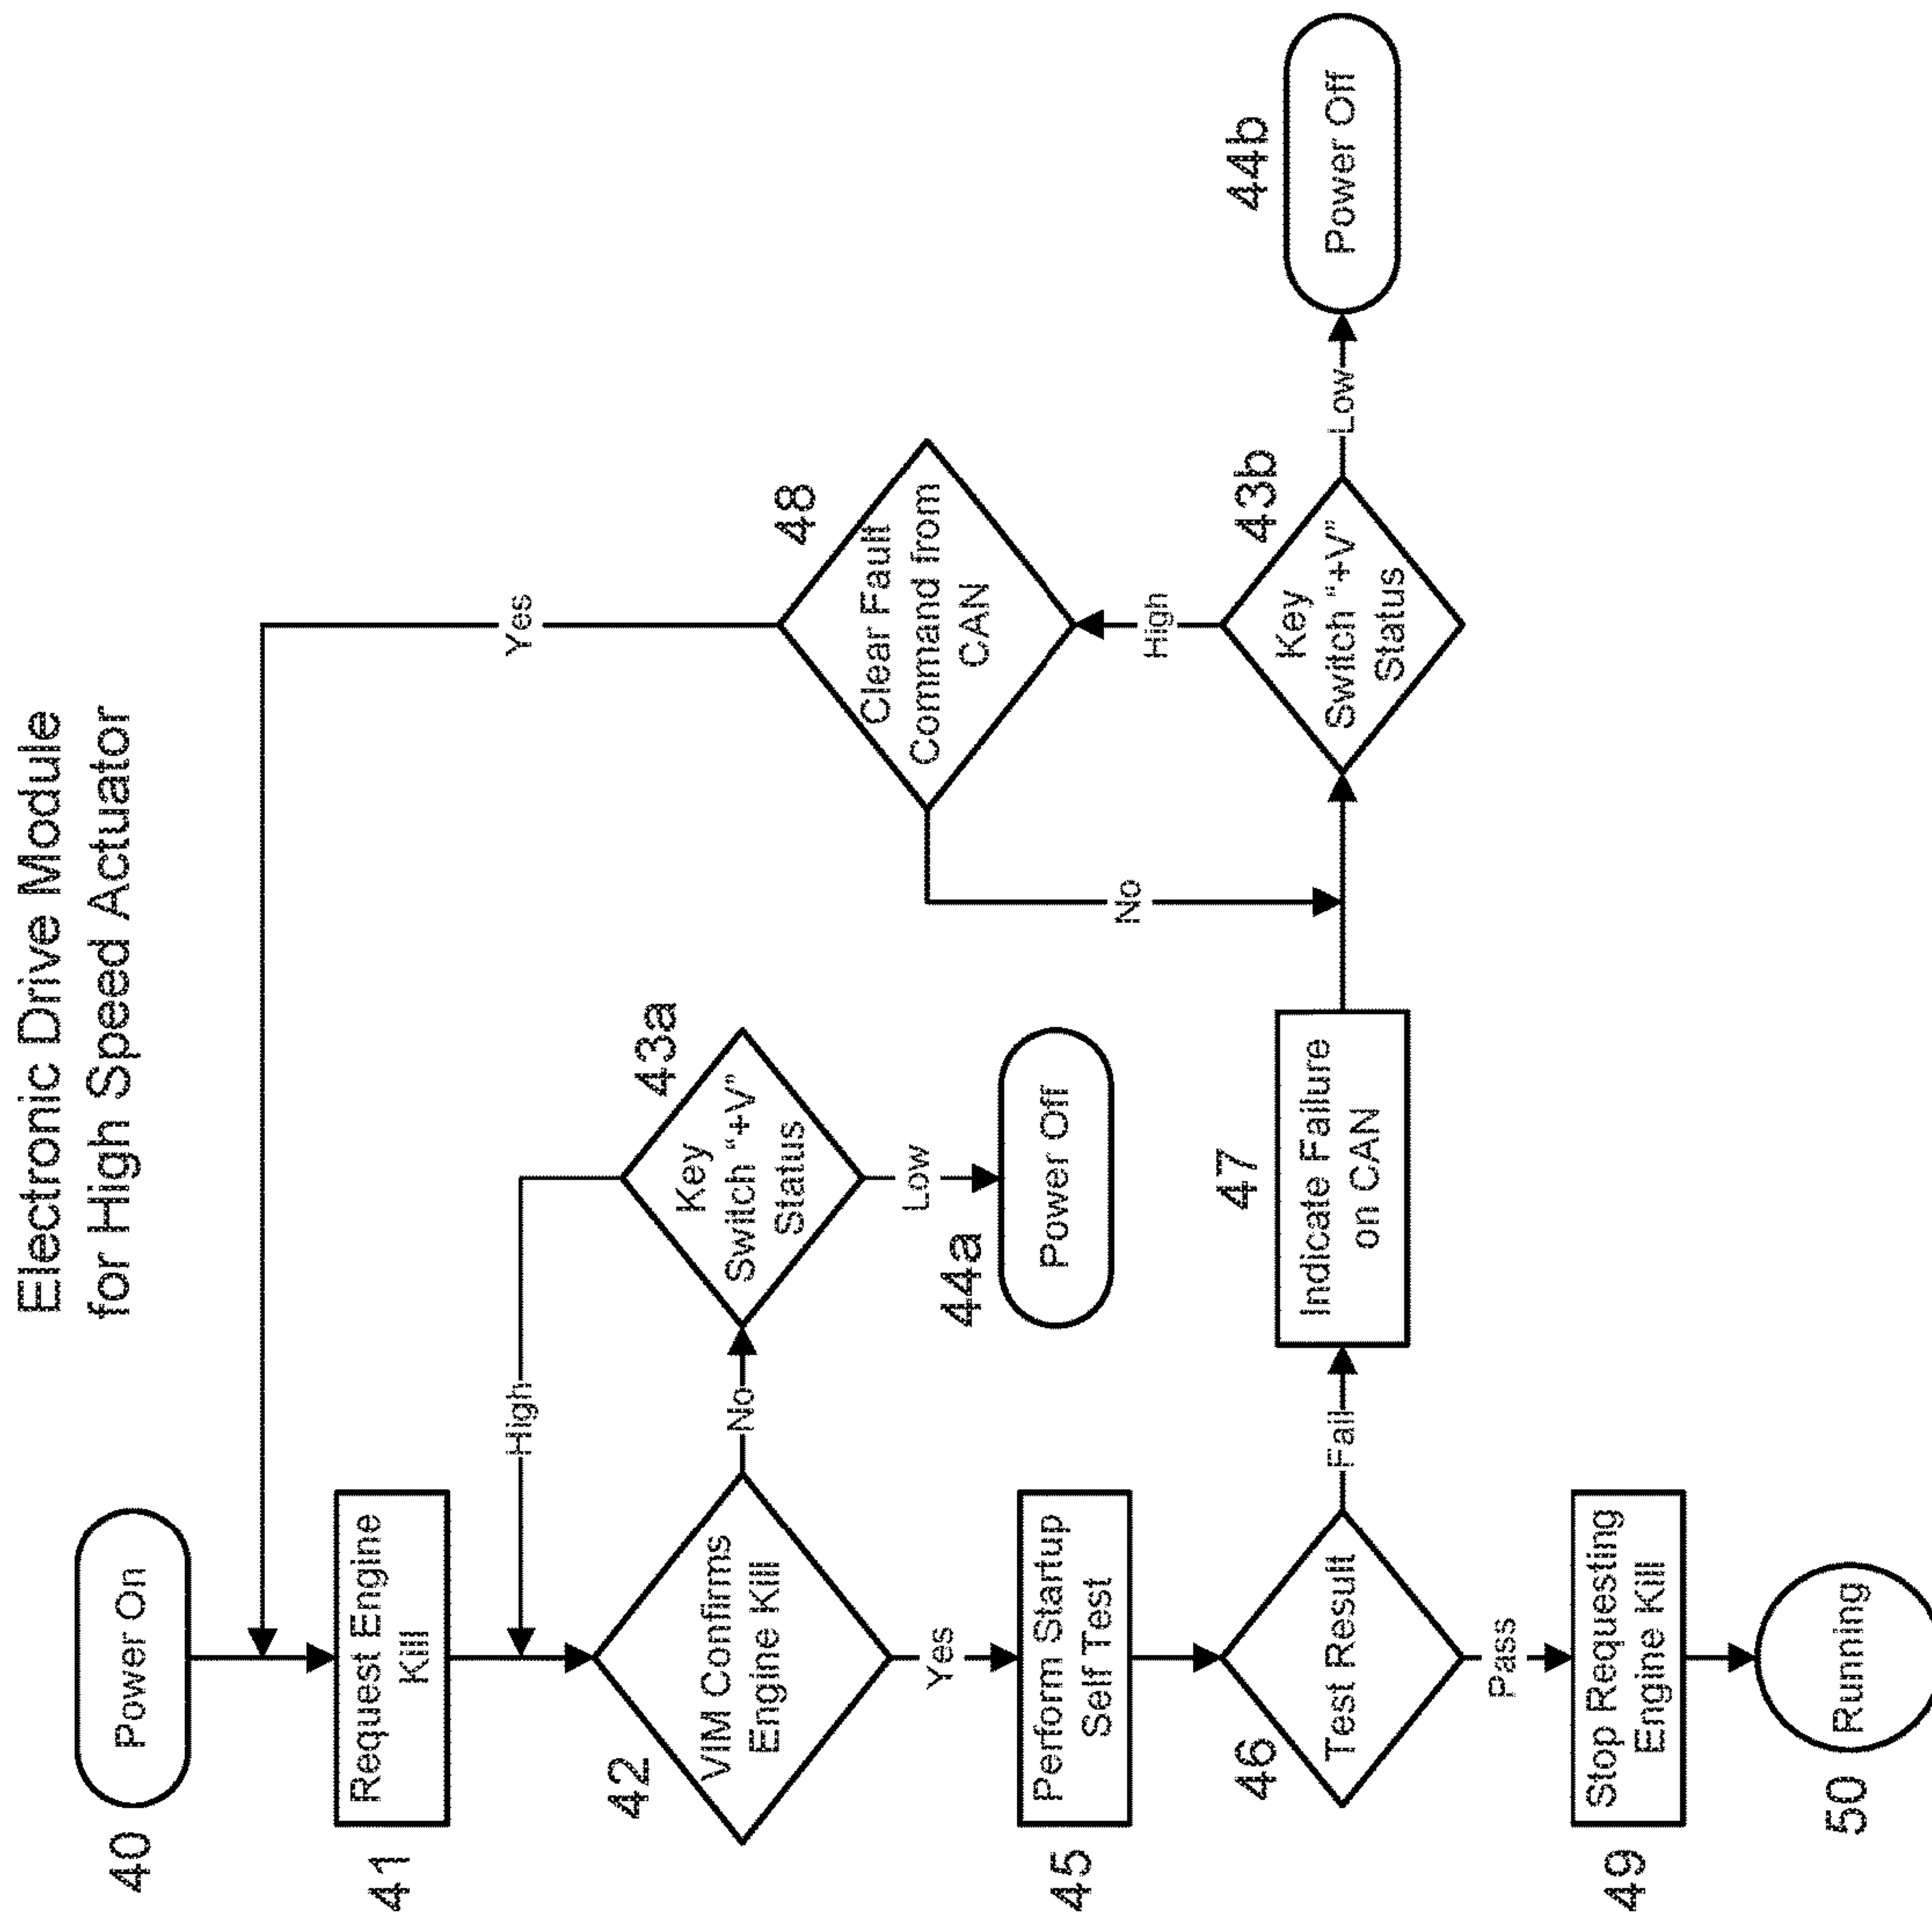 Electronic Drive Module
for High Speed Actuator
40
Power On
41
Request Engine
Kill
Yes
High
42
VIM Confirms
Engine Kill
No
43a
Key
Switch "+V"
Status
Low
44a
Power Off
Yes
45
Perform Startup
Self Test
46
Test Result
Fail
47
Indicate Failure
on CAN
No
48
Clear Fault
Command from
CAN
High
43b
Key
Switch "+V"
Status
Low
44b
Power Off
Pass
49
Stop Requesting
Engine Kill
50
Running